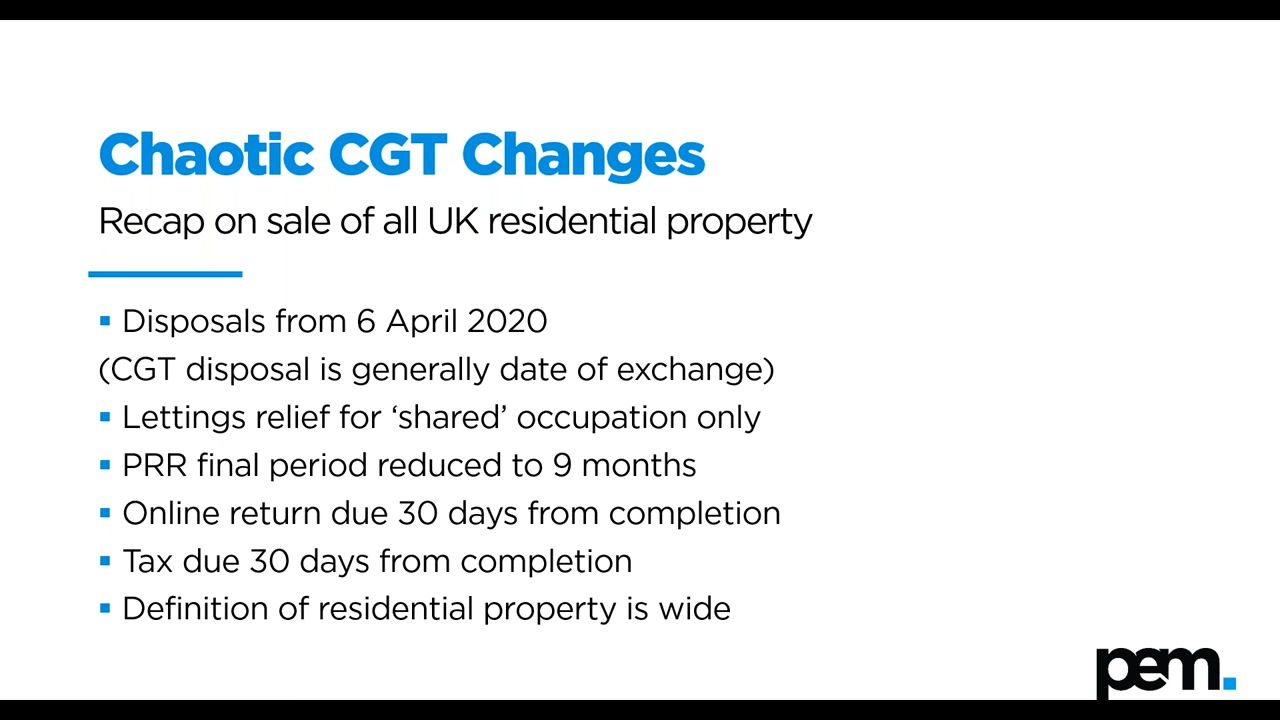 Chaotic CGT Changes
Recap on sale of all UK residential property
▪ Disposals from 6 April 2020
(CGT disposal is generally date of exchange)
▪ Lettings relief for ‘shared’ occupation only
▪ PRR final period reduced to 9 months
▪ Online return due 30 days from completion
▪ Tax due 30 days from completion
▪ Definition of residential property is wide
pem.